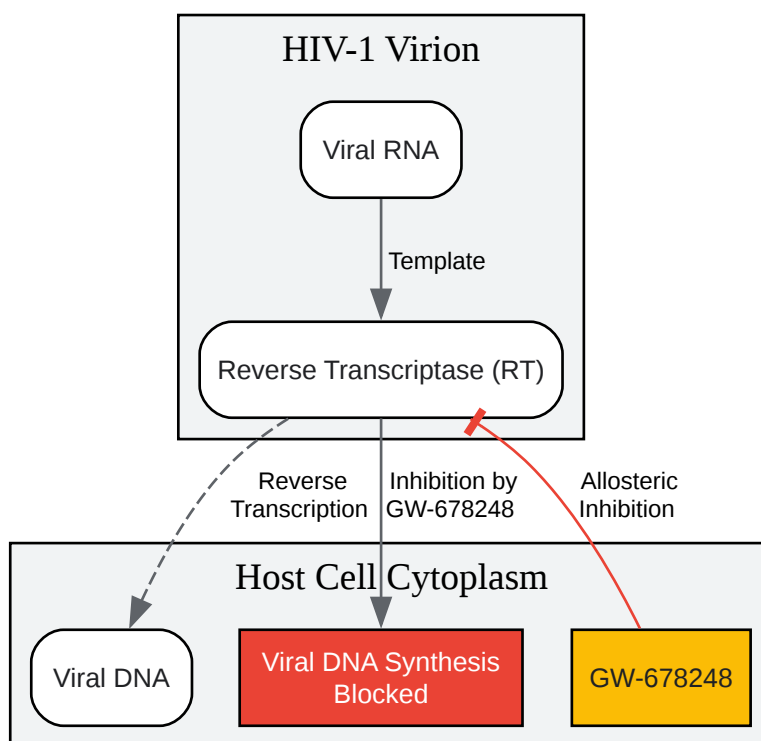 HIV-1 Virion
Viral RNA
Template
Reverse Transcriptase (RT)
Reverse
Transcription
Inhibition by
GW-678248
Allosteric
Inhibition
Host Cell Cytoplasm
Viral DNA
Viral DNA Synthesis
Blocked
GW-678248